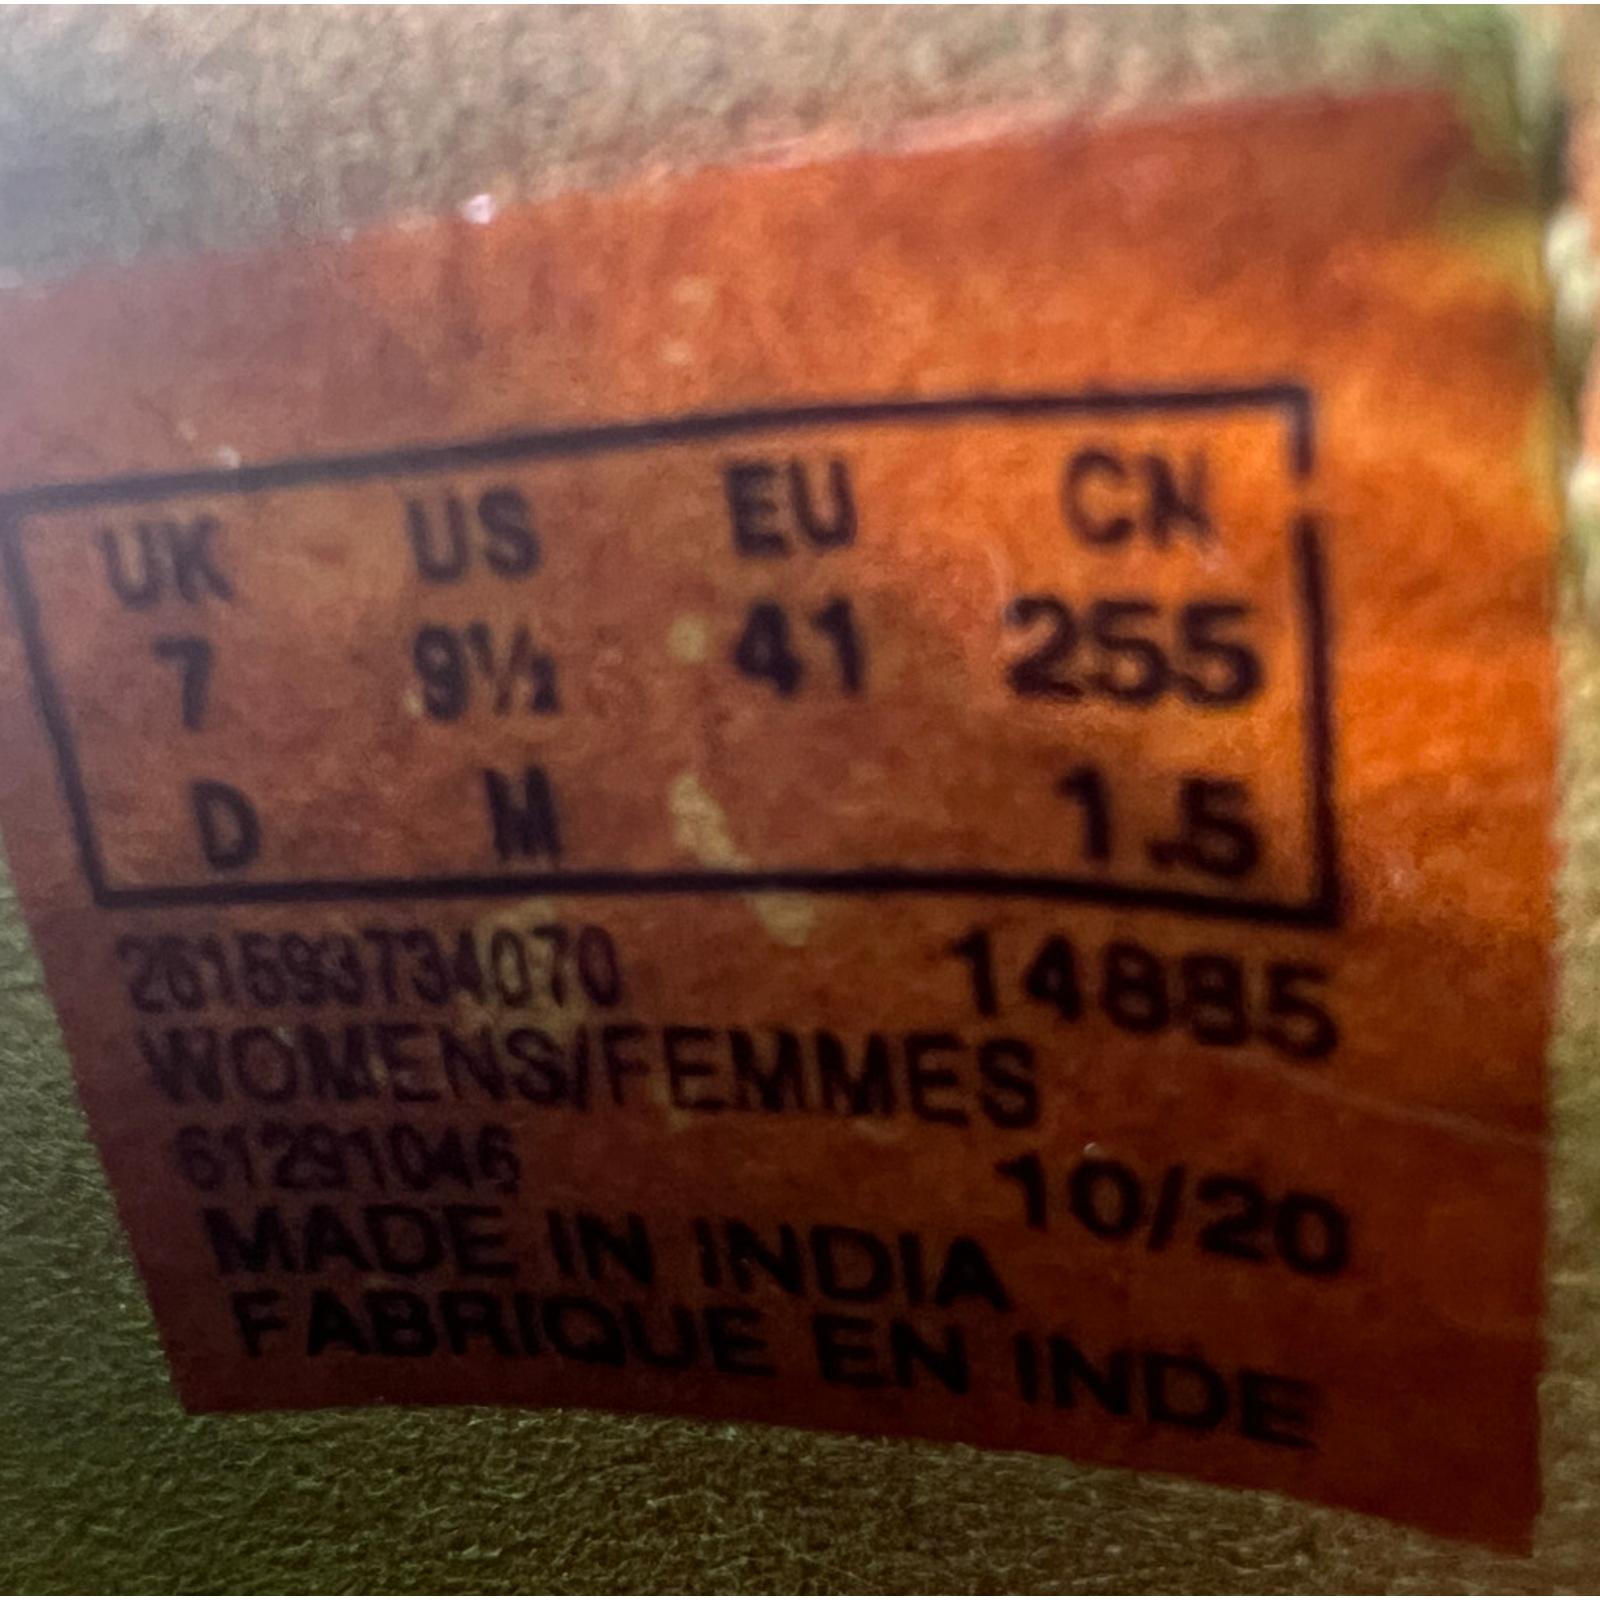 UK US EU CN
7 9½ 41 255
D M 1.5
261593734070 14885
WOMENS/FEMMES
61291046 10/20
MADE IN INDIA
FABRIQUE EN INDE